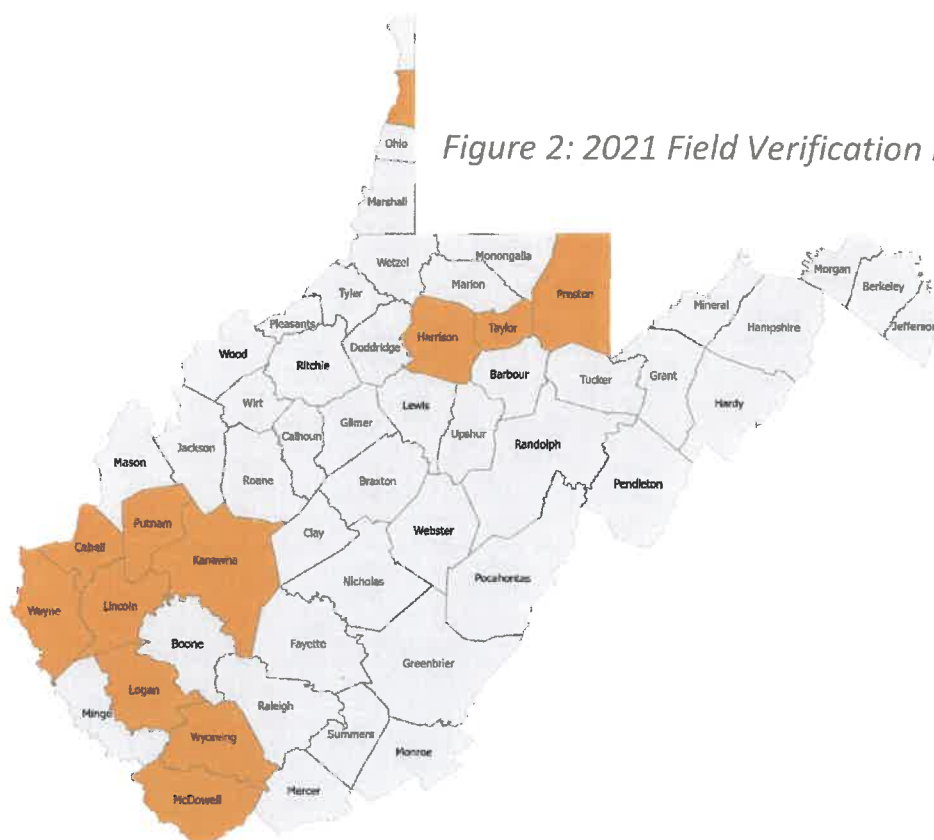 Ohio
Figure 2: 2021 Field Verification
Marshall
Wetzel
Monongalia
Marion
Preston
Tyler
Pleasants
Harrison
Taylor
Doddridge
Morgan
Berkeley
Jefferson
Mineral
Hampshire
Wood
Ritchie
Barbour
Tucker
Grant
Hardy
Wirt
Lewis
Gilmer
Calhoun
Upshur
Randolph
Jackson
Mason
Roane
Braxton
Pendleton
Putnam
Clay
Webster
Cabell
Kanawha
Nicholas
Pocahontas
Wayne
Lincoln
Boone
Fayette
Greenbrier
Logan
Raleigh
Mingo
Summers
Wyoming
Monroe
McDowell
Mercer